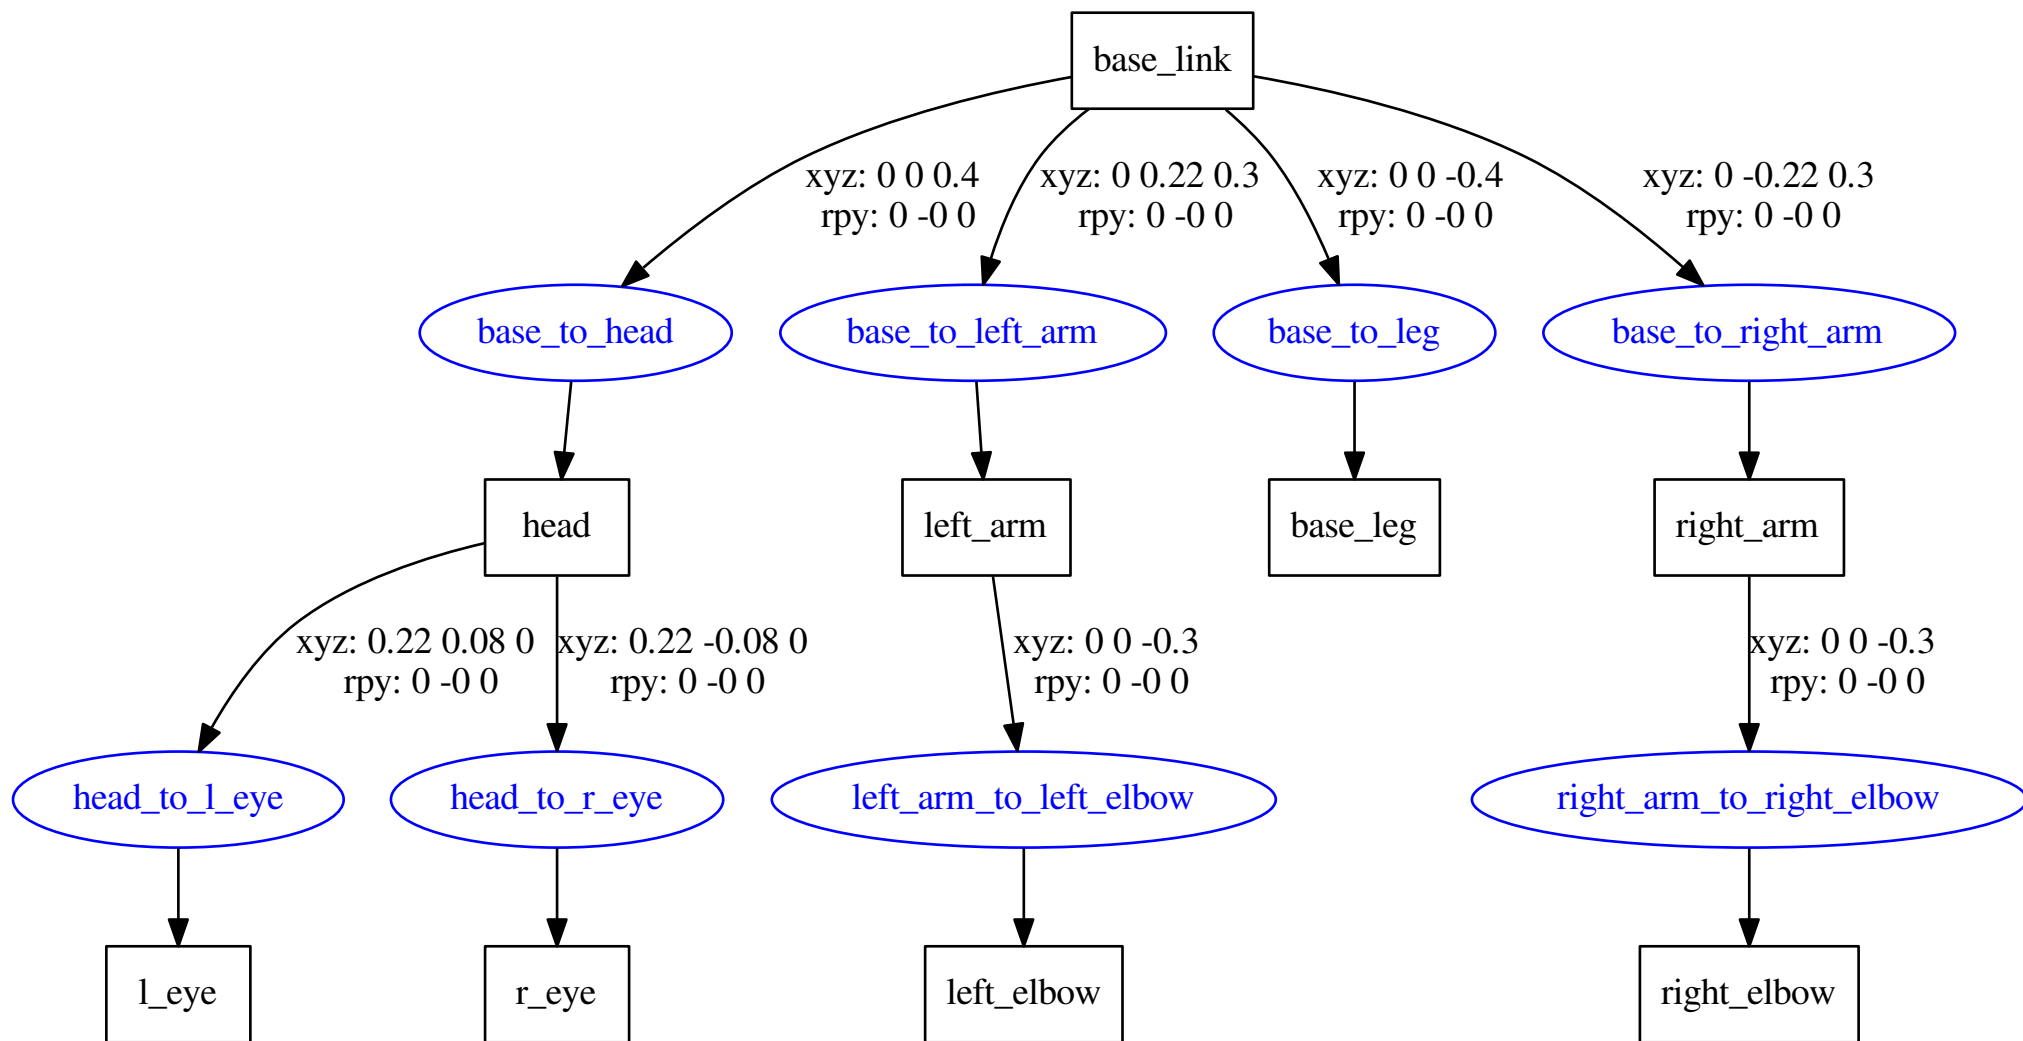 base_link
xyz: 0 0 0.4
rpy: 0 -0 0
xyz: 0 0.22 0.3
rpy: 0 -0 0
xyz: 0 0 -0.4
rpy: 0 -0 0
xyz: 0 -0.22 0.3
rpy: 0 -0 0
base_to_head
base_to_left_arm
base_to_leg
base_to_right_arm
head
left_arm
base_leg
right_arm
xyz: 0.22 0.08 0
rpy: 0 -0 0
xyz: 0.22 -0.08 0
rpy: 0 -0 0
xyz: 0 0 -0.3
rpy: 0 -0 0
xyz: 0 0 -0.3
rpy: 0 -0 0
head_to_l_eye
head_to_r_eye
left_arm_to_left_elbow
right_arm_to_right_elbow
l_eye
r_eye
left_elbow
right_elbow